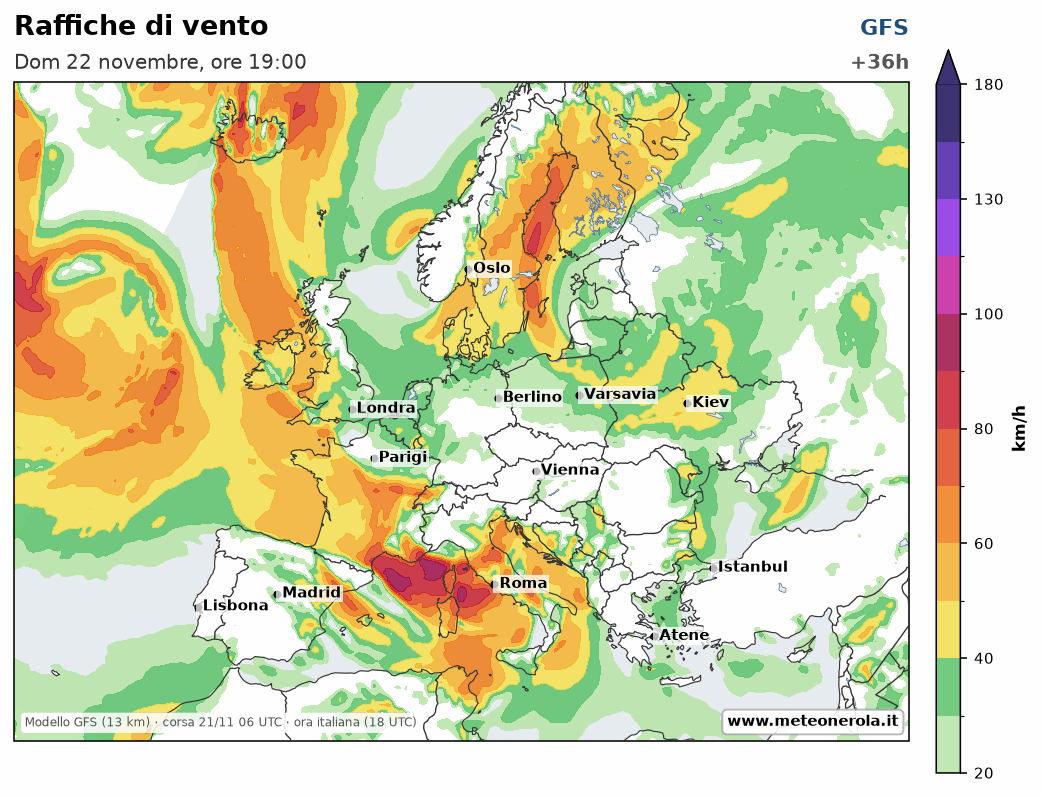 Raffiche di vento
GFS
Dom 22 novembre, ore 19:00
+36h
180
130
100
80
60
40
20
km/h
Oslo
Londra
Berlino
Varsavia
Kiev
Parigi
Vienna
Istanbul
Roma
Madrid
Lisbona
Atene
Modello GFS (13 km) · corsa 21/11 06 UTC · ora italiana (18 UTC)
www.meteonerola.it